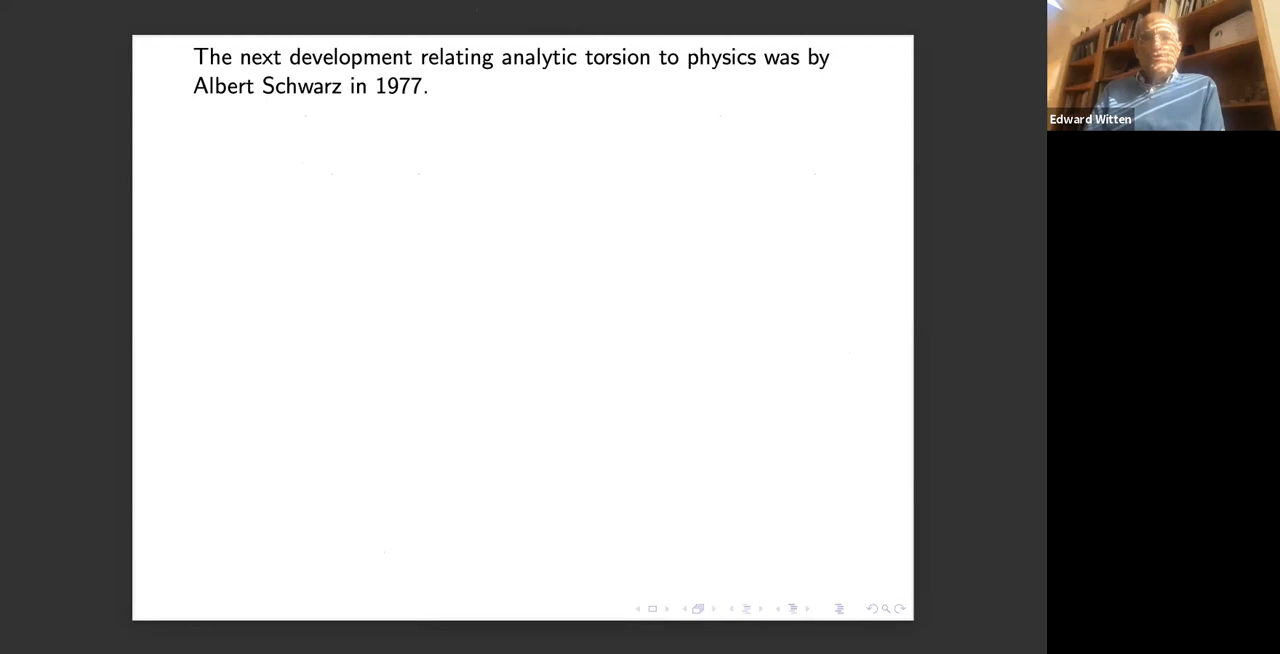 The next development relating analytic torsion to physics was by
Albert Schwarz in 1977.
Edward Witten